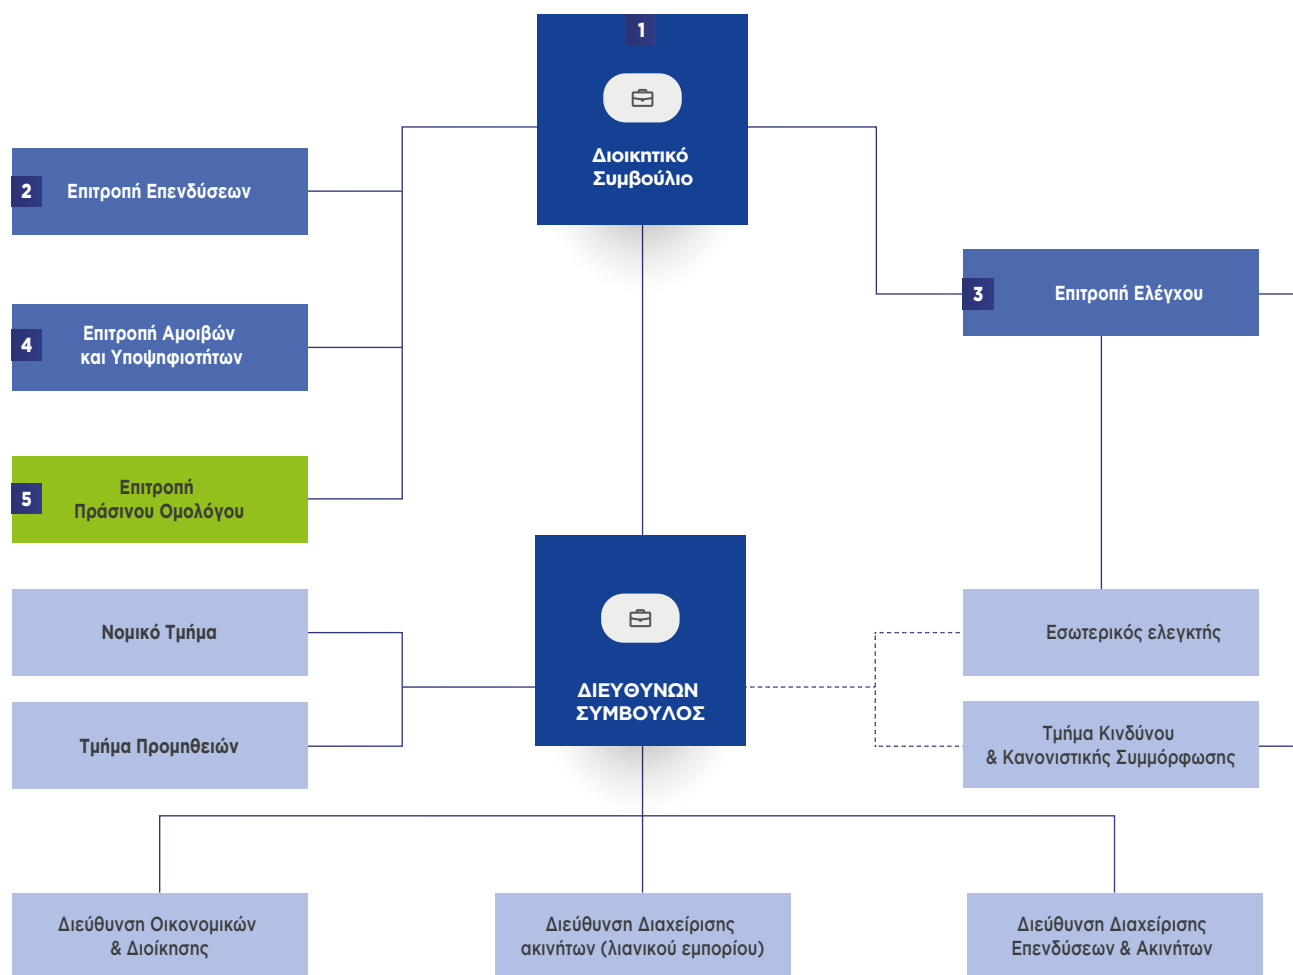 1
Διοικητικό
Συμβούλιο
2
Επιτροπή Επενδύσεων
3
Επιτροπή Ελέγχου
4
Επιτροπή Αμοιβών
και Υποψηφιοτήτων
5
Επιτροπή
Πράσινου Ομολόγου
Νομικό Τμήμα
Τμήμα Προμηθειών
ΔΙΕΥΘΥΝΩΝ
ΣΥΜΒΟΥΛΟΣ
Εσωτερικός ελεγκτής
Τμήμα Κινδύνου
& Κανονιστικής Συμμόρφωσης
Διεύθυνση Οικονομικών
& Διοίκησης
Διεύθυνση Διαχείρισης
ακινήτων (λιανικού εμπορίου)
Διεύθυνση Διαχείρισης
Επενδύσεων & Ακινήτων